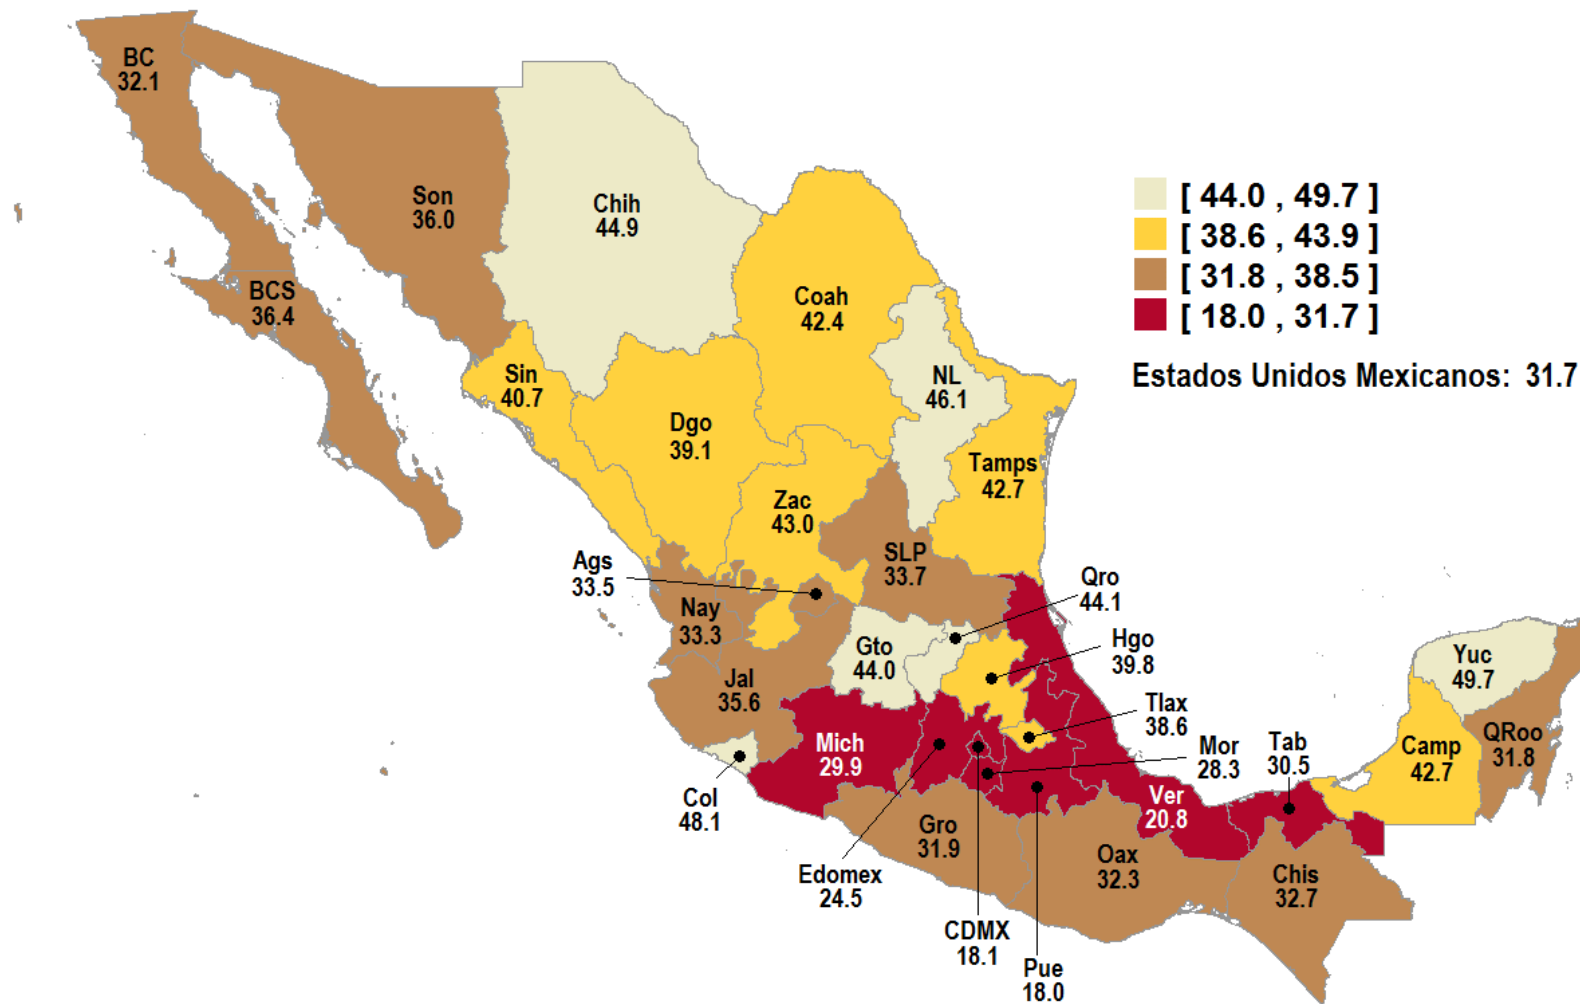 BC
32.1
Son
36.0
Chih
44.9
BCS
36.4
Coah
42.4
Sin
40.7
Dgo
39.1
NL
46.1
Tamps
42.7
Zac
43.0
SLP
33.7
Ags
33.5
Nay
33.3
Jal
35.6
Gto
44.0
Qro
44.1
Hgo
39.8
Tlax
38.6
Mor
28.3
Tab
30.5
Mich
29.9
Col
48.1
Gro
31.9
Edomex
24.5
CDMX
18.1
Pue
18.0
Ver
20.8
Oax
32.3
Chis
32.7
Yuc
49.7
Camp
42.7
QRoo
31.8
[ 44.0 , 49.7 ]
[ 38.6 , 43.9 ]
[ 31.8 , 38.5 ]
[ 18.0 , 31.7 ]
Estados Unidos Mexicanos: 31.7